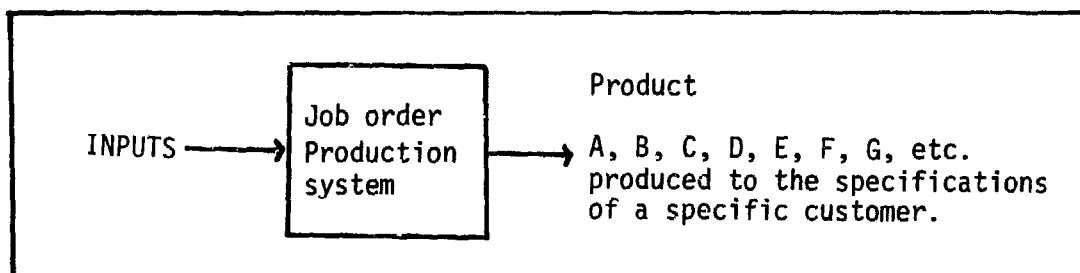 Product
INPUTS
Job order
Production
system
A, B, C, D, E, F, G, etc.
produced to the specifications
of a specific customer.